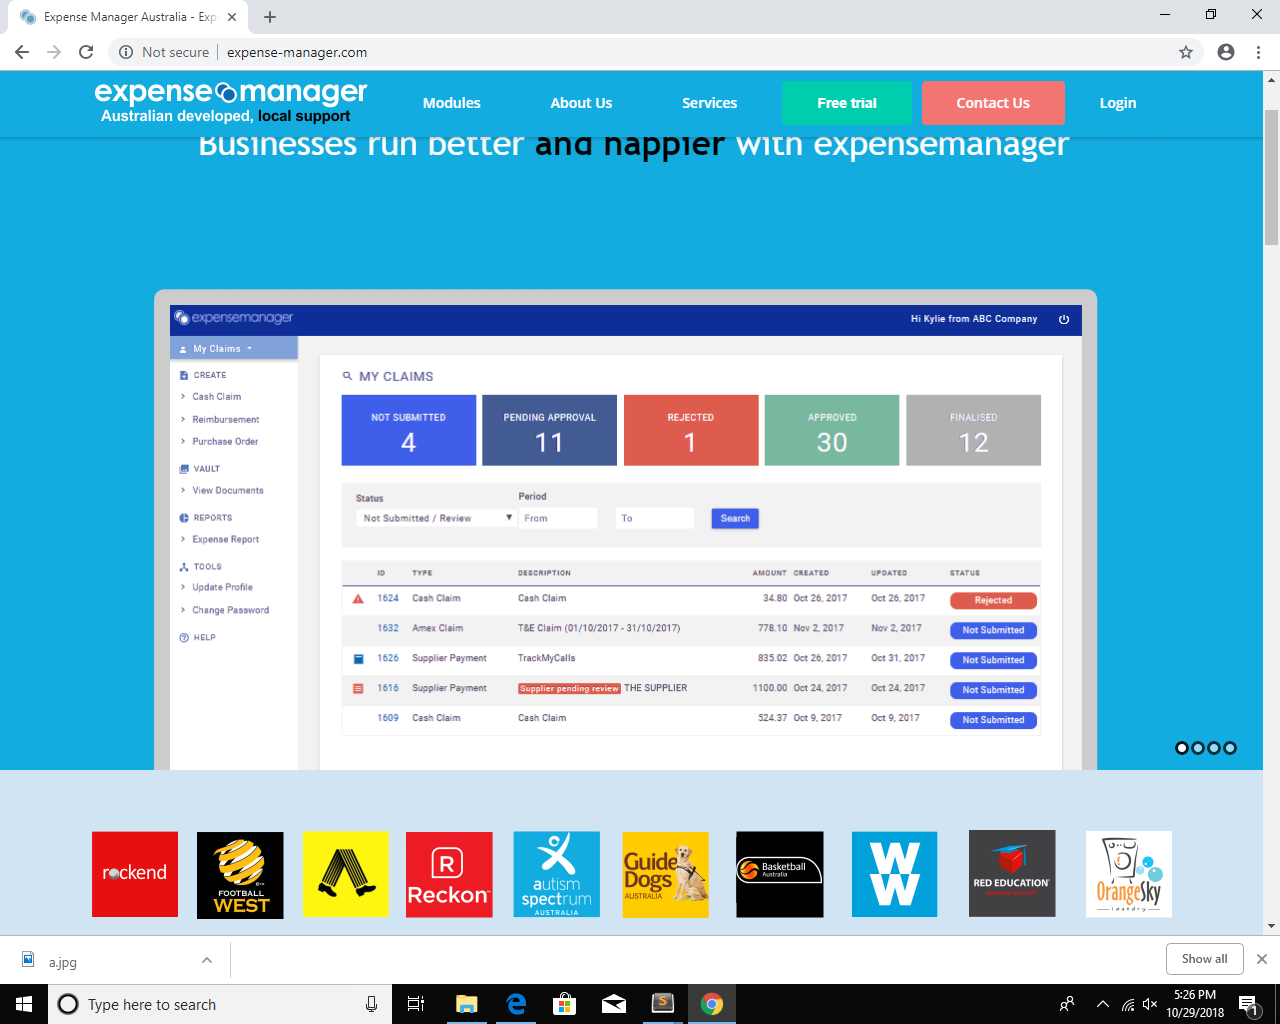 Expense Manager Australia - Exp
Not secure expense-manager.com
expense manager
Australian developed, local support
Modules
About Us
Services
Free trial
Contact Us
Login
Businesses run better and happier with expensemanager
expensemanager
Hi Kylie from ABC Company
My Claims
CREATE
Cash Claim
Reimbursement
Purchase Order
VAULT
View Documents
REPORTS
Expense Report
TOOLS
Update Profile
Change Password
HELP
MY CLAIMS
NOT SUBMITTED
4
PENDING APPROVAL
11
REJECTED
1
APPROVED
30
FINALISED
12
Status
Not Submitted / Review
Period
From
To
Search
ID TYPE DESCRIPTION AMOUNT CREATED UPDATED STATUS
1624 Cash Claim Cash Claim 34.80 Oct 26, 2017 Oct 26, 2017 Rejected
1632 Amex Claim T&E Claim (01/10/2017 - 31/10/2017) 778.10 Nov 2, 2017 Nov 2, 2017 Not Submitted
1626 Supplier Payment TrackMyCalls 835.02 Oct 26, 2017 Oct 31, 2017 Not Submitted
1616 Supplier Payment Supplier pending review THE SUPPLIER 1100.00 Oct 24, 2017 Oct 24, 2017 Not Submitted
1609 Cash Claim Cash Claim 524.37 Oct 9, 2017 Oct 9, 2017 Not Submitted
rockend
FOOTBALL
WEST
R
Reckon
autism
spectrum
AUSTRALIA
Guide
Dogs
AUSTRALIA
Basketball
Australia
W
W
RED EDUCATION
OrangeSky
laundry
a.jpg
Show all
Type here to search
5:26 PM
10/29/2018
1